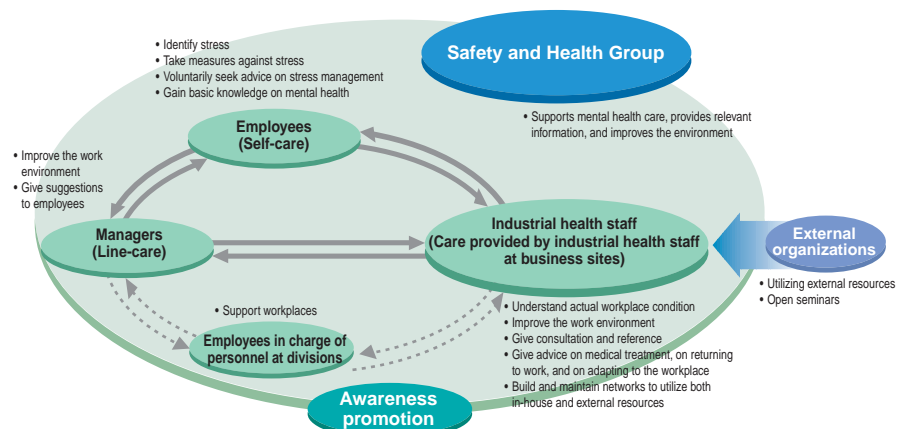 • Identify stress
• Take measures against stress
• Voluntarily seek advice on stress management
• Gain basic knowledge on mental health
Safety and Health Group
• Supports mental health care, provides relevant
information, and improves the environment
Employees
(Self-care)
• Improve the work
environment
• Give suggestions
to employees
Managers
(Line-care)
Industrial health staff
(Care provided by industrial health staff
at business sites)
External
organizations
• Utilizing external resources
• Open seminars
• Support workplaces
Employees in charge of
personnel at divisions
• Understand actual workplace condition
• Improve the work environment
• Give consultation and reference
• Give advice on medical treatment, on returning
to work, and on adapting to the workplace
• Build and maintain networks to utilize both
in-house and external resources
Awareness
promotion